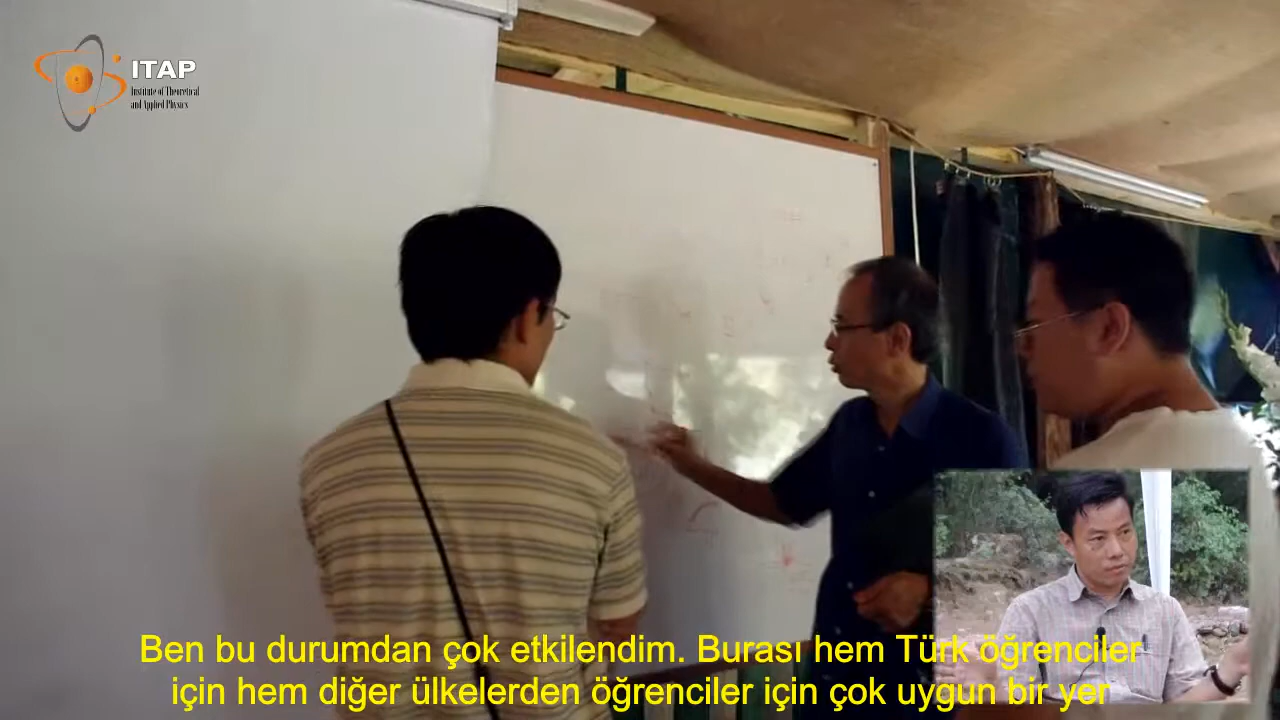 ITAP
Institute of Theoretical
and Applied Physics
Ben bu durumdan çok etkilendim. Burası hem Türk öğrenciler
için hem diğer ülkelerden öğrenciler için çok uygun bir yer